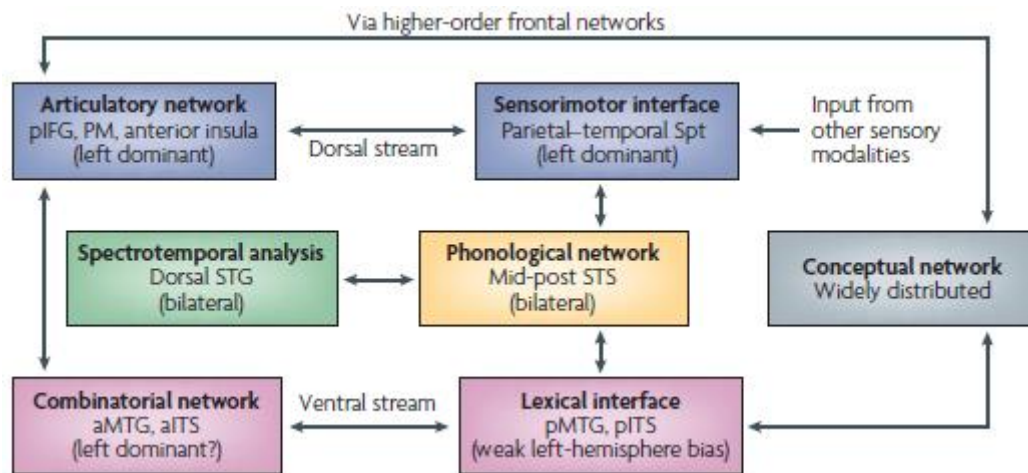 Via higher-order frontal networks
Articulatory network
pIFG, PM, anterior insula
(left dominant)
Dorsal stream
Sensorimotor interface
Parietal–temporal Spt
(left dominant)
Input from
other sensory
modalities
Spectrotemporal analysis
Dorsal STG
(bilateral)
Phonological network
Mid-post STS
(bilateral)
Conceptual network
Widely distributed
Combinatorial network
aMTG, aITS
(left dominant?)
Ventral stream
Lexical interface
pMTG, pITS
(weak left-hemisphere bias)